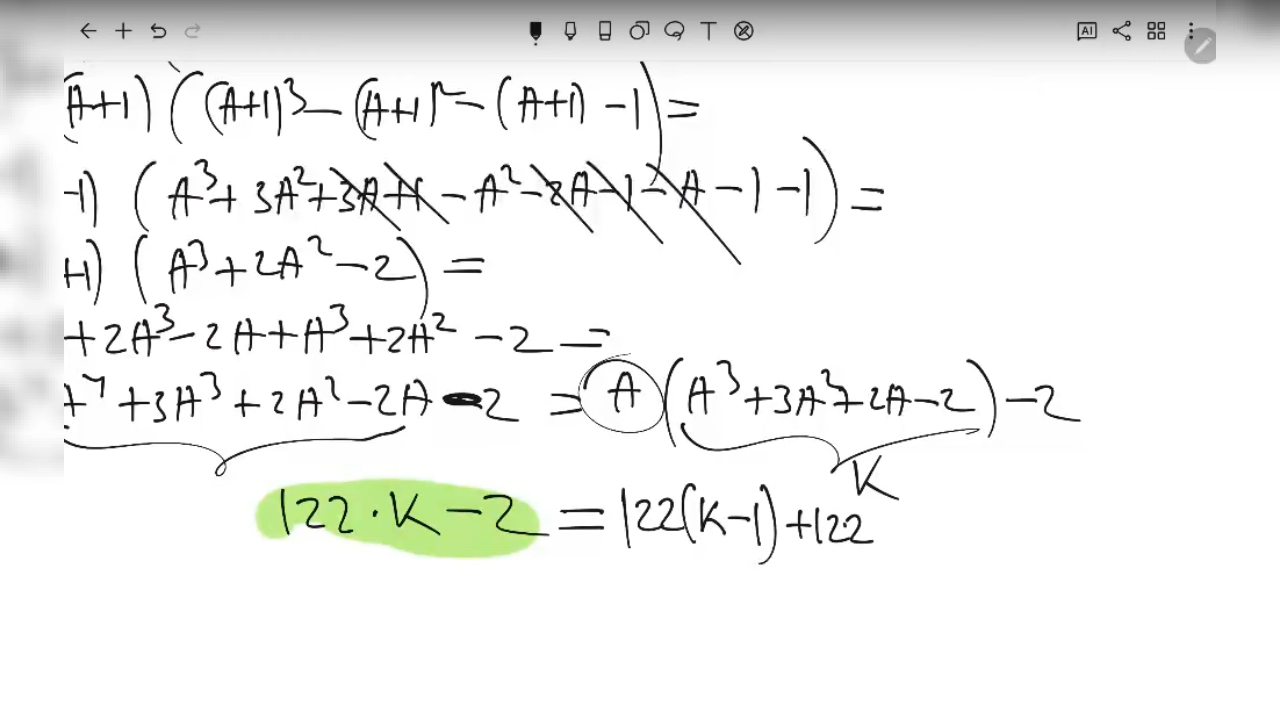 (A+1) ((A+1)³ - (A+1)² - (A+1) - 1) =
-1) (A³ + 3A² + 3A + 1 - A² - 2A - 1 - A - 1 - 1) =
+1) (A³ + 2A² - 2) =
+ 2A³ - 2A + A³ + 2A² - 2 =
A⁴ + 3A³ + 2A² - 2A - 2 = A (A³ + 3A² + 2A - 2) - 2
K
122 · K - 2 = 122(K-1) + 122